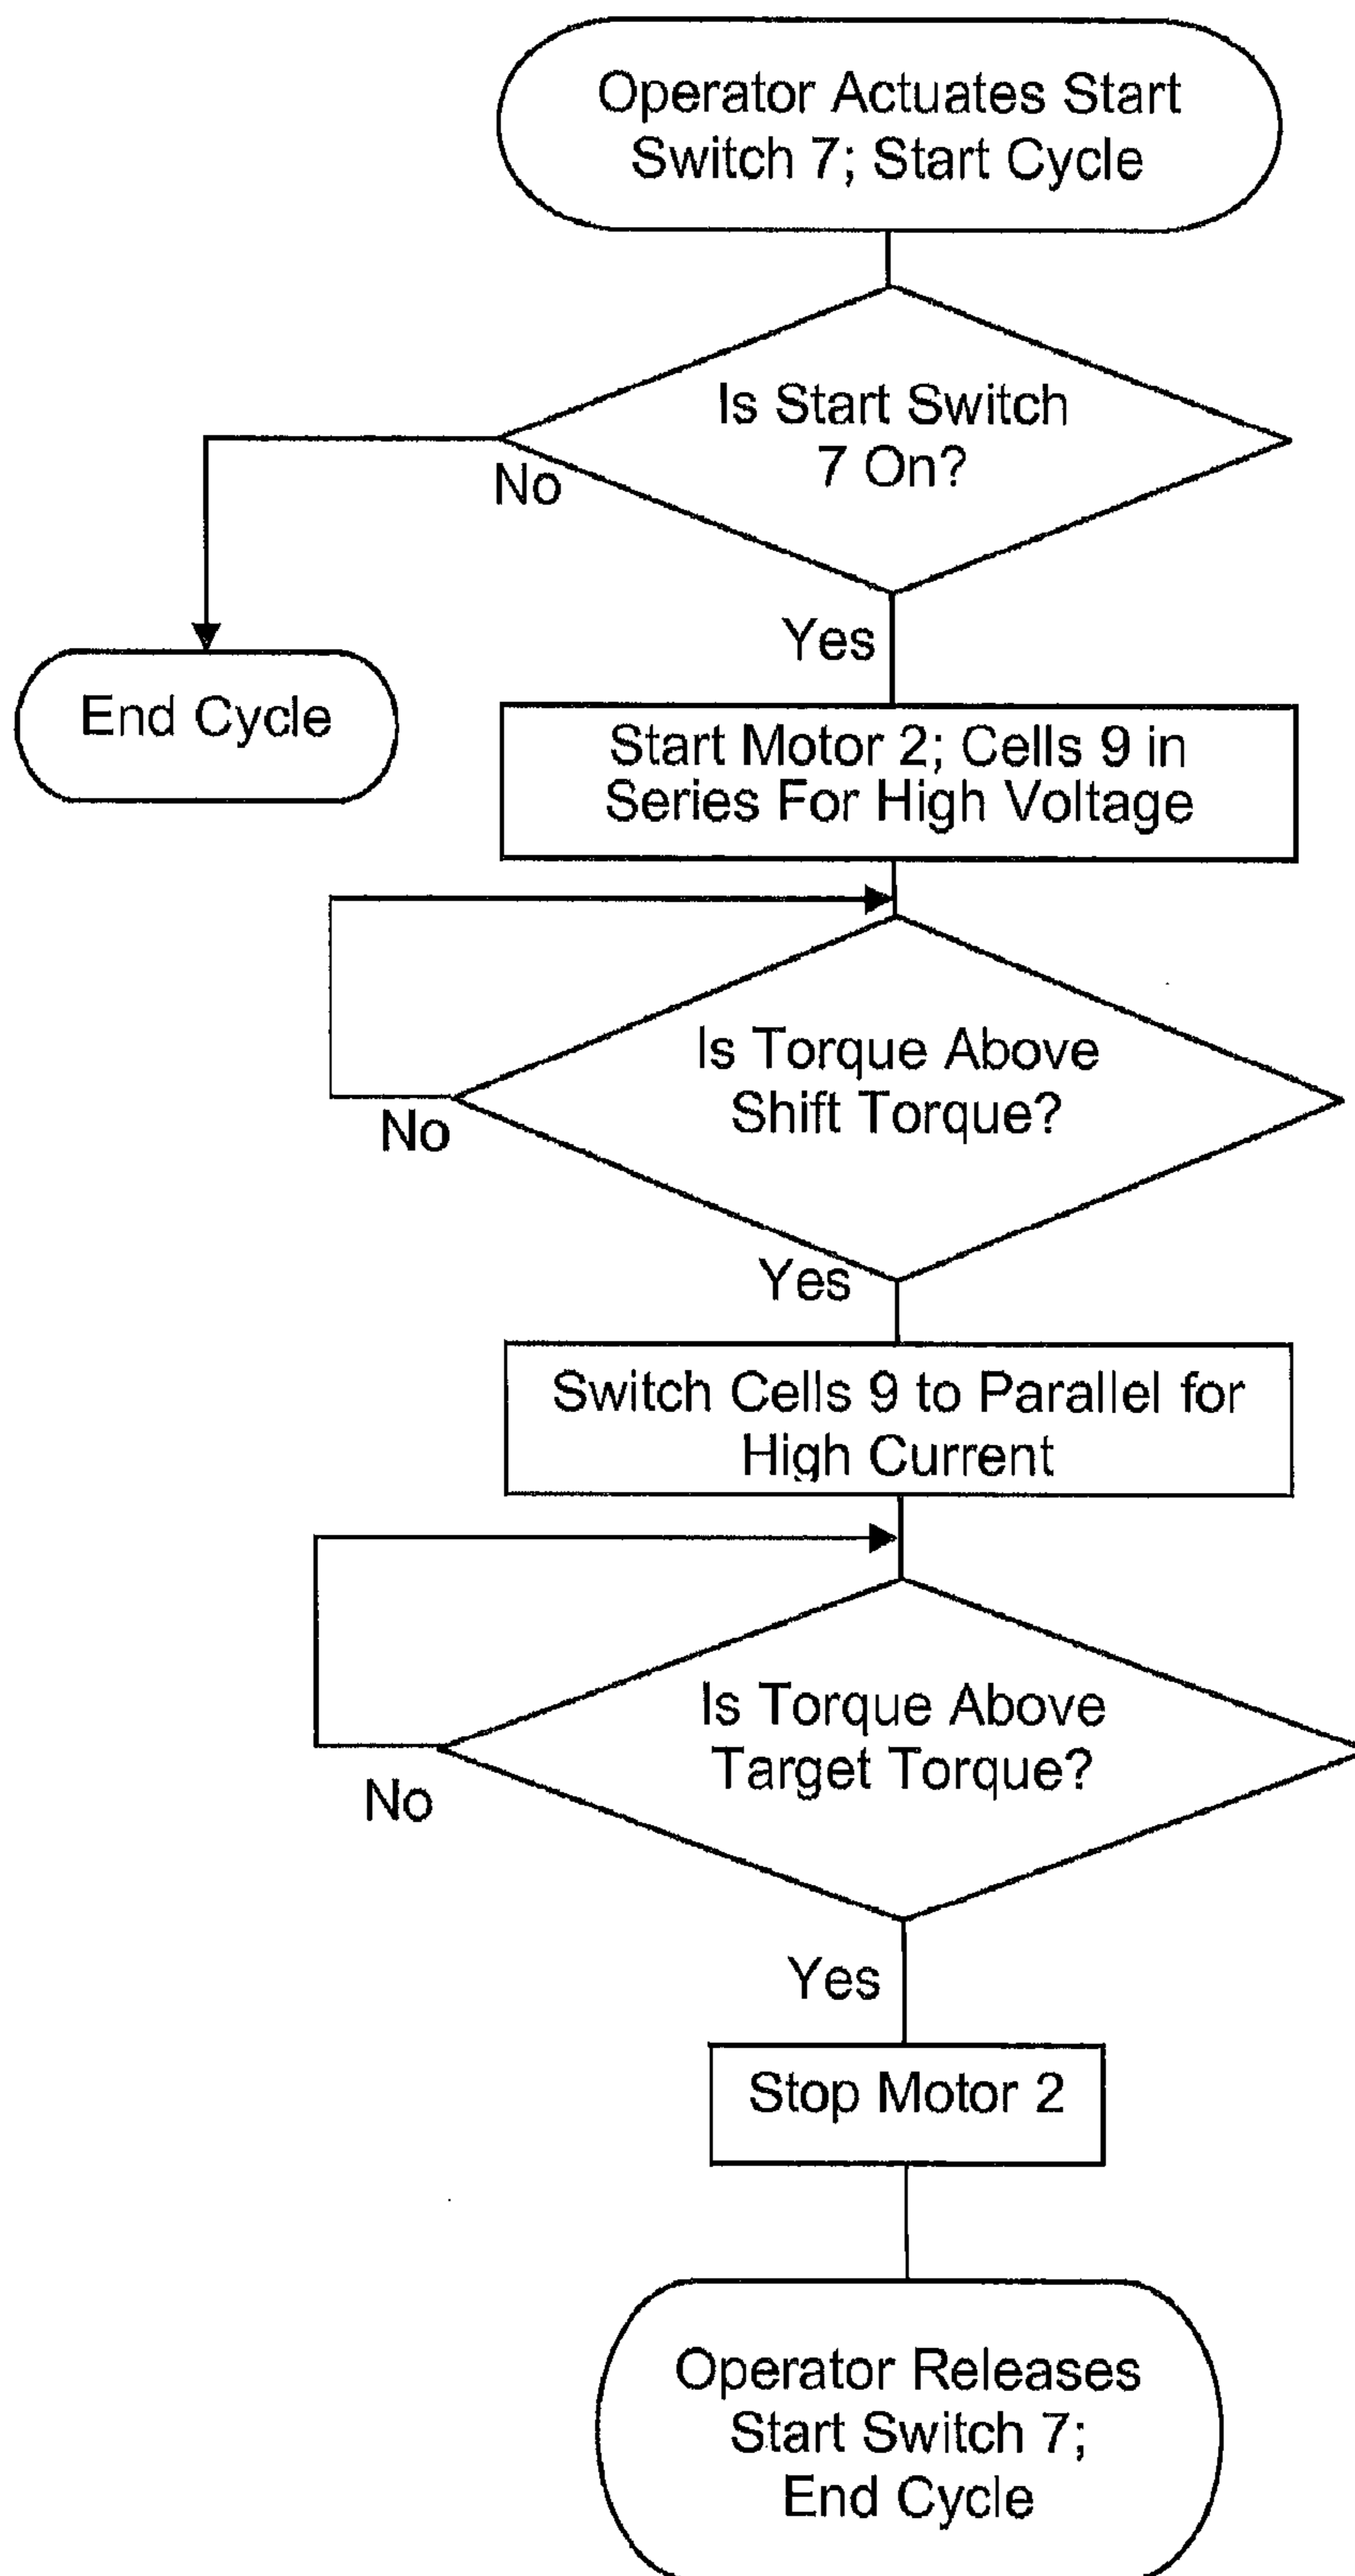 Operator Actuates Start
Switch 7; Start Cycle
Is Start Switch
7 On?
No
Yes
End Cycle
Start Motor 2; Cells 9 in
Series For High Voltage
Is Torque Above
Shift Torque?
No
Yes
Switch Cells 9 to Parallel for
High Current
Is Torque Above
Target Torque?
No
Yes
Stop Motor 2
Operator Releases
Start Switch 7;
End Cycle